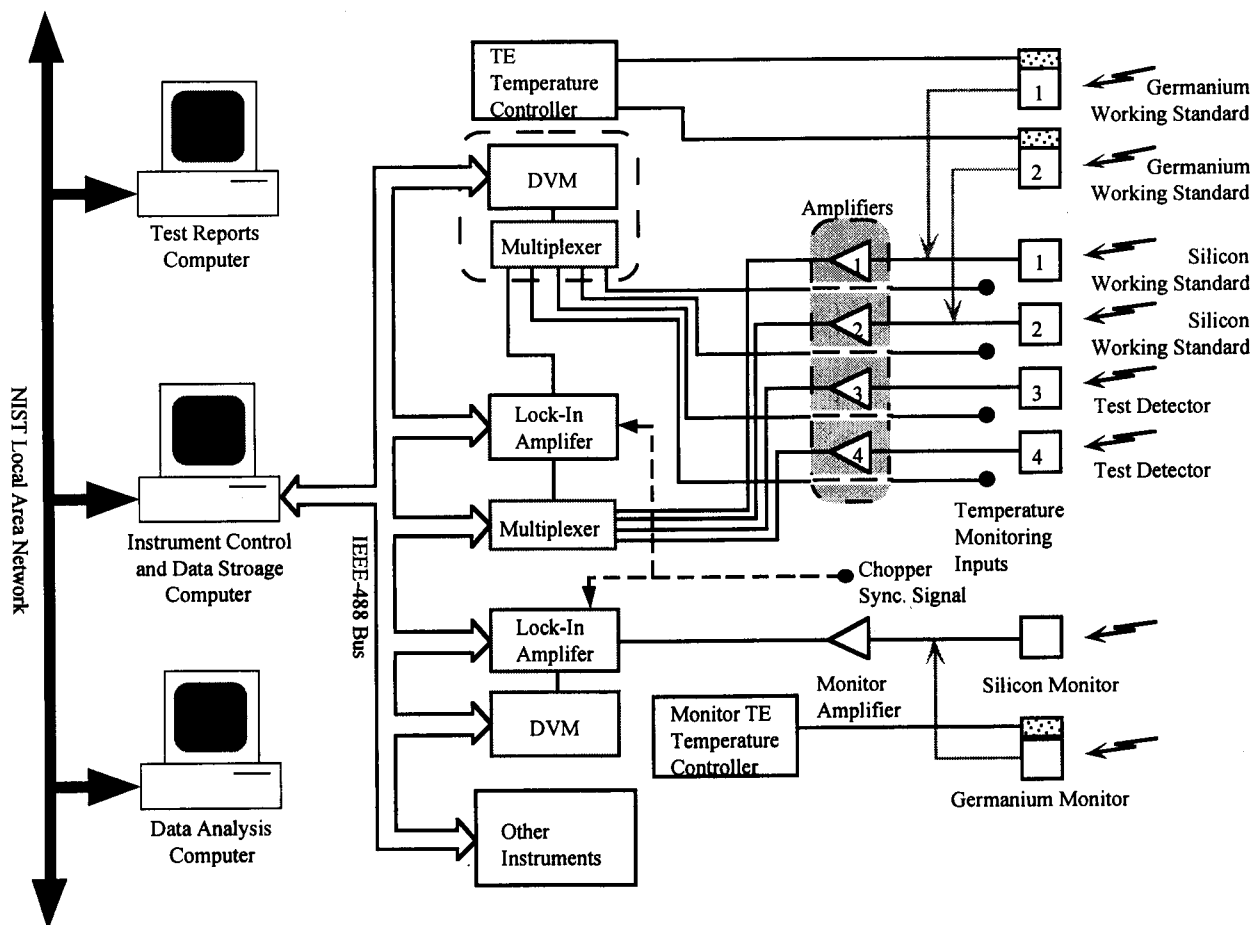 TE
Temperature
Controller
1
Germanium
Working Standard
2
Germanium
Working Standard
DVM
Multiplexer
Amplifiers
1
1
Silicon
Working Standard
2
2
Silicon
Working Standard
3
3
Test Detector
4
4
Test Detector
Temperature
Monitoring
Inputs
Test Reports
Computer
NIST Local Area Network
Lock-In
Amplifer
Multiplexer
Instrument Control
and Data Stroage
Computer
IEEE-488 Bus
Chopper
Sync. Signal
Lock-In
Amplifer
Monitor
Amplifier
Silicon Monitor
DVM
Monitor TE
Temperature
Controller
Germanium Monitor
Data Analysis
Computer
Other
Instruments